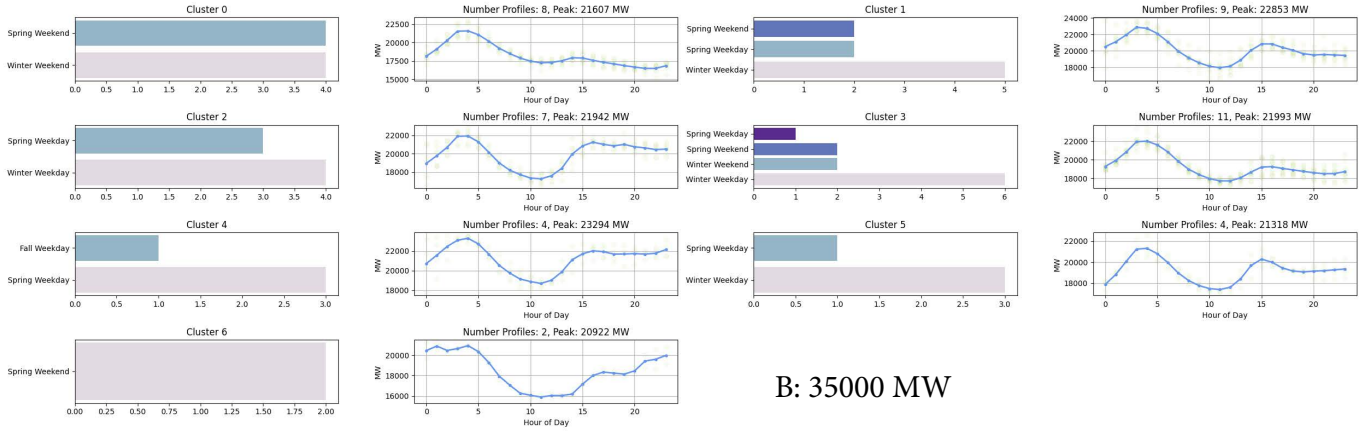 Cluster 0
Spring Weekend
Winter Weekend
0.0 0.5 1.0 1.5 2.0 2.5 3.0 3.5 4.0
Number Profiles: 8, Peak: 21607 MW
MW
22500
20000
17500
15000
0 5 10 15 20
Hour of Day
Cluster 1
Spring Weekend
Spring Weekday
Winter Weekday
0 1 2 3 4 5
Number Profiles: 9, Peak: 22853 MW
MW
24000
22000
20000
18000
0 5 10 15 20
Hour of Day
Cluster 2
Spring Weekday
Winter Weekday
0.0 0.5 1.0 1.5 2.0 2.5 3.0 3.5 4.0
Number Profiles: 7, Peak: 21942 MW
MW
22000
20000
18000
0 5 10 15 20
Hour of Day
Cluster 3
Spring Weekday
Spring Weekend
Winter Weekend
Winter Weekday
0 1 2 3 4 5 6
Number Profiles: 11, Peak: 21993 MW
MW
22000
20000
18000
0 5 10 15 20
Hour of Day
Cluster 4
Fall Weekday
Spring Weekday
0.0 0.5 1.0 1.5 2.0 2.5 3.0
Number Profiles: 4, Peak: 23294 MW
MW
22000
20000
18000
0 5 10 15 20
Hour of Day
Cluster 5
Spring Weekday
Winter Weekday
0.0 0.5 1.0 1.5 2.0 2.5 3.0
Number Profiles: 4, Peak: 21318 MW
MW
22000
20000
18000
0 5 10 15 20
Hour of Day
Cluster 6
Spring Weekend
0.00 0.25 0.50 0.75 1.00 1.25 1.50 1.75 2.00
Number Profiles: 2, Peak: 20922 MW
MW
20000
18000
16000
0 5 10 15 20
Hour of Day
B: 35000 MW